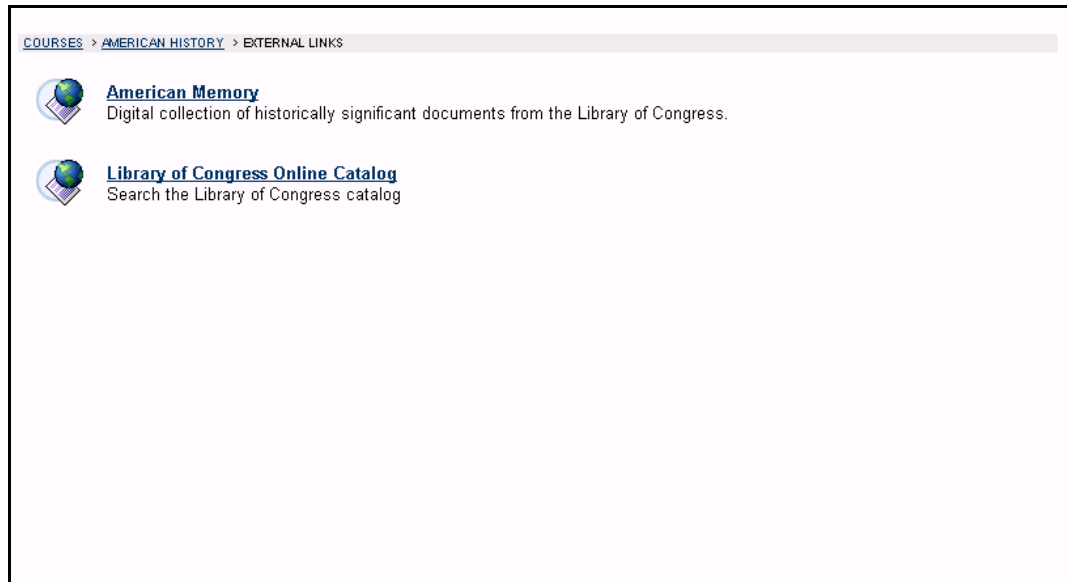 COURSES > AMERICAN HISTORY > EXTERNAL LINKS
American Memory
Digital collection of historically significant documents from the Library of Congress.
Library of Congress Online Catalog
Search the Library of Congress catalog